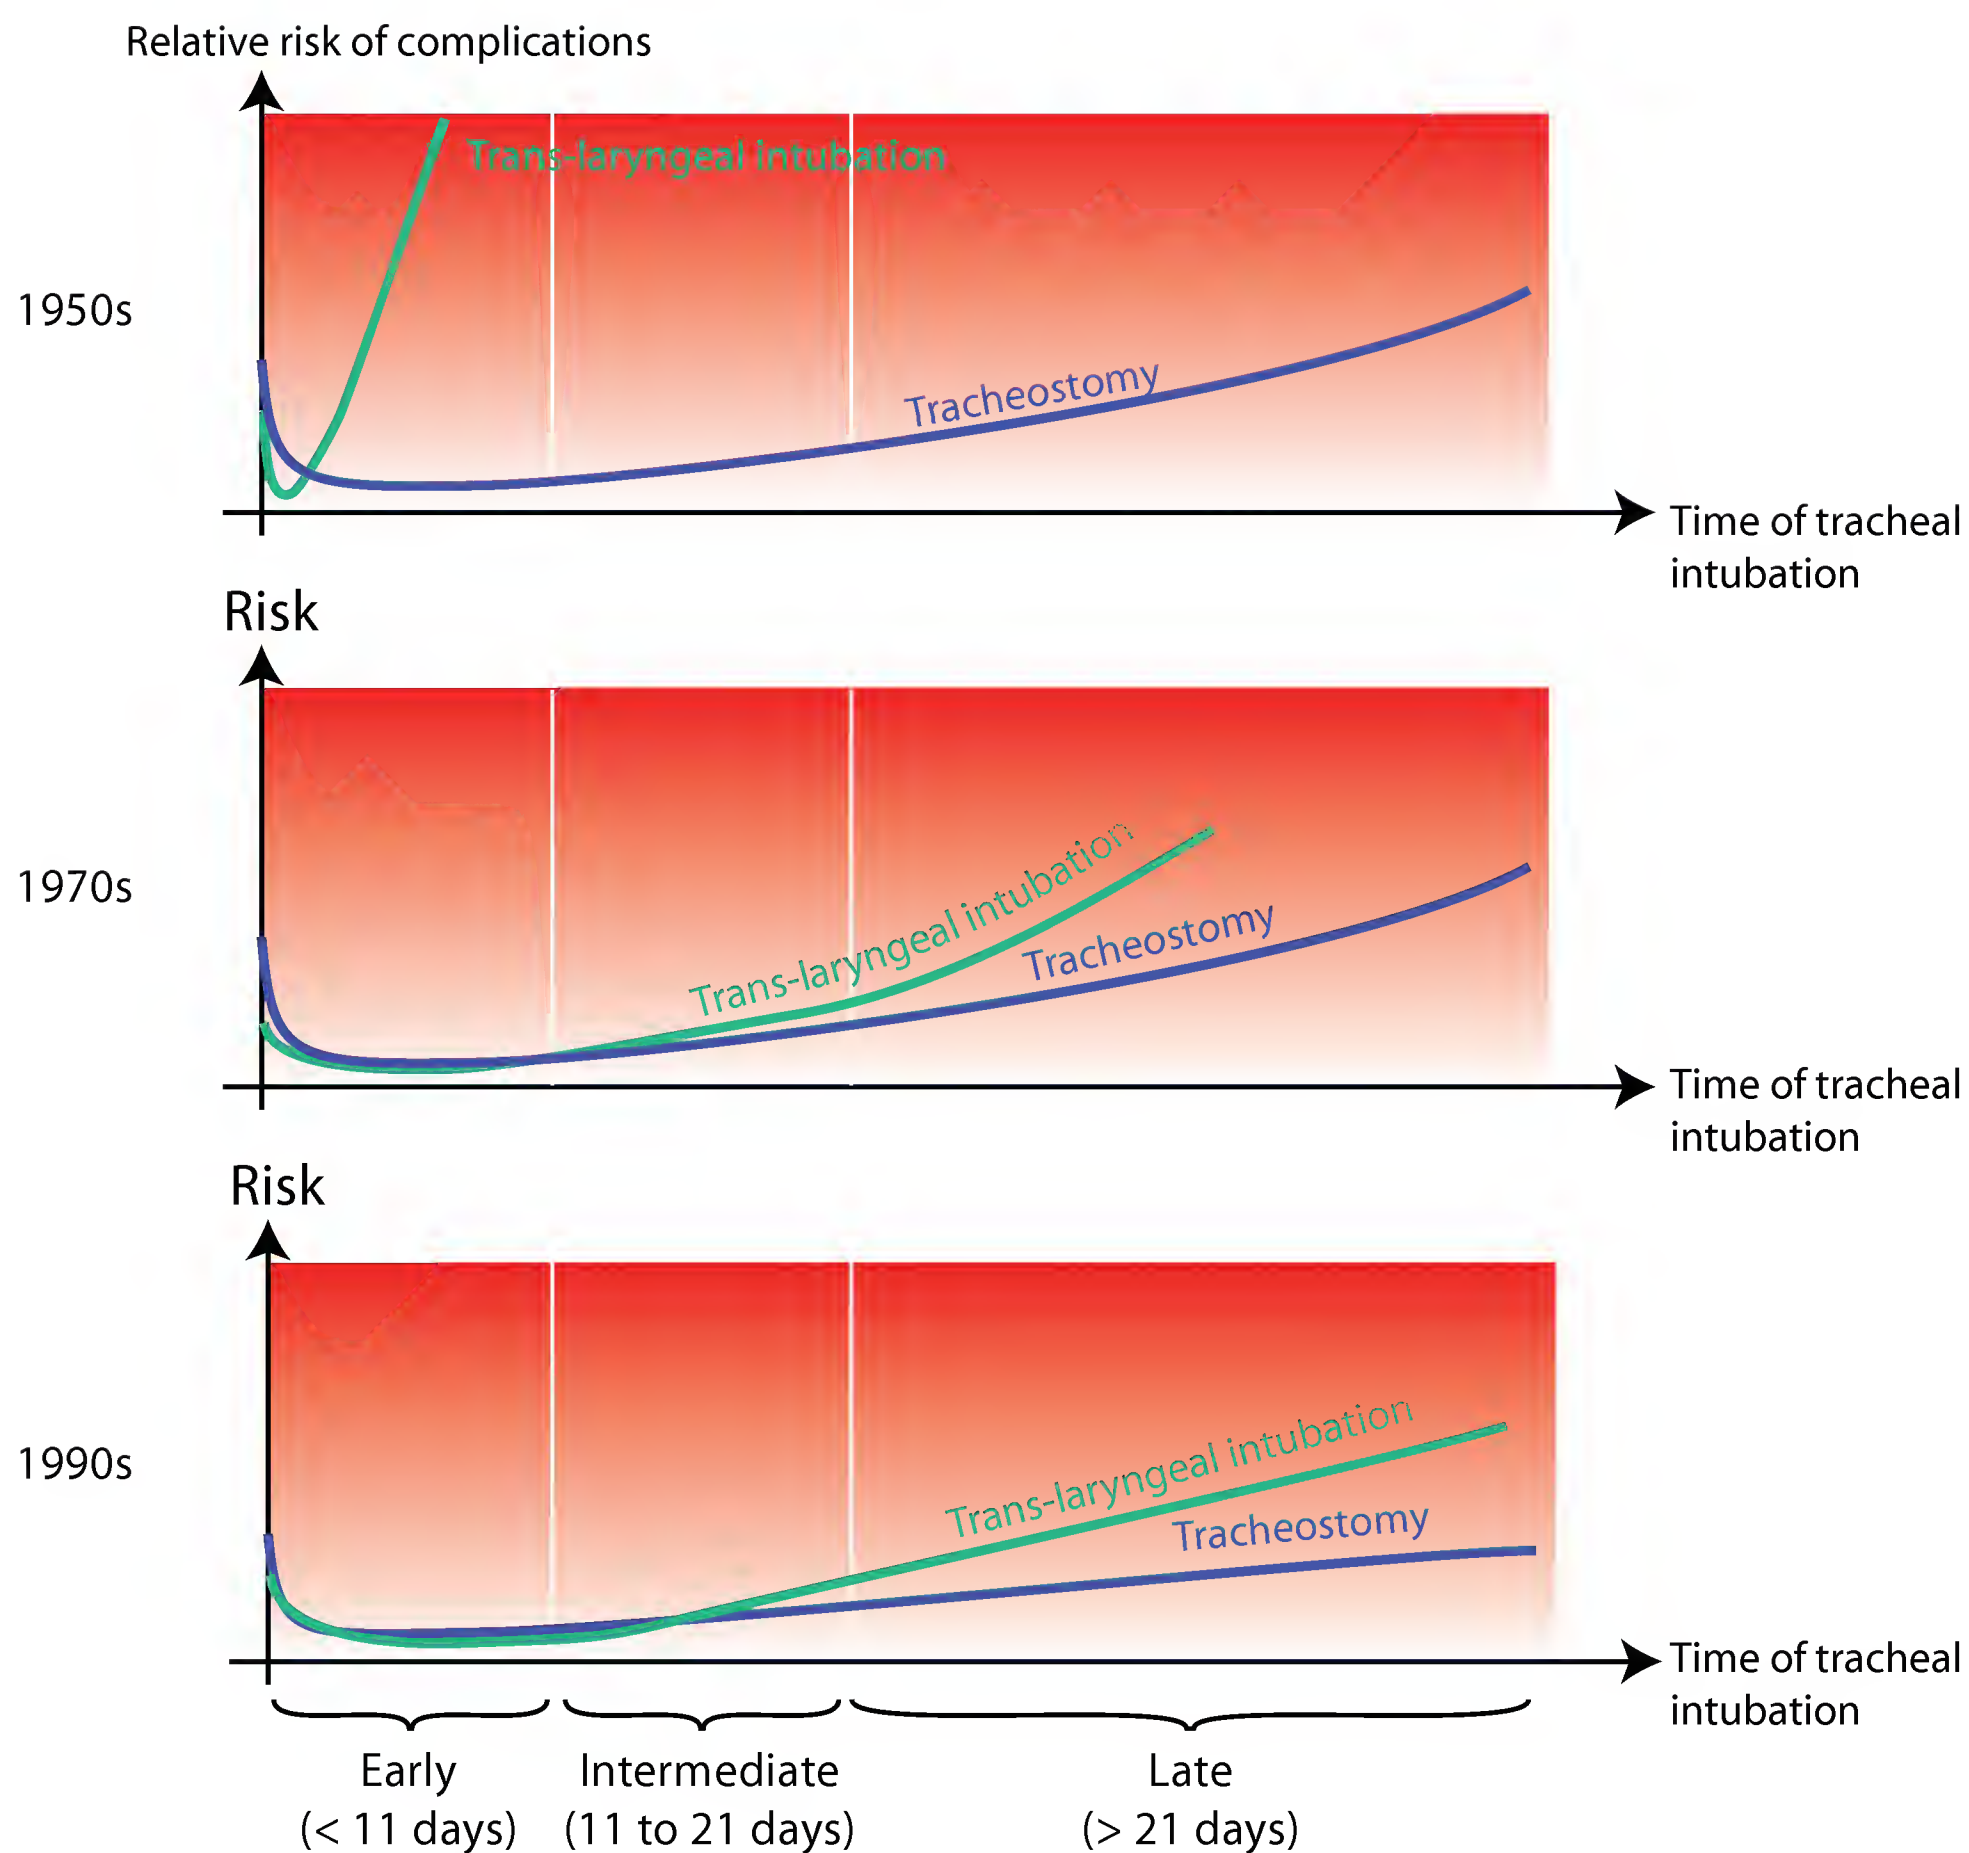 Relative risk of complications
Trans-laryngeal intubation
1950s
Tracheostomy
Time of tracheal
intubation
Risk
Trans-laryngeal intubation
1970s
Tracheostomy
Time of tracheal
intubation
Risk
Trans-laryngeal intubation
1990s
Tracheostomy
Time of tracheal
intubation
Early
(< 11 days)
Intermediate
(11 to 21 days)
Late
(> 21 days)